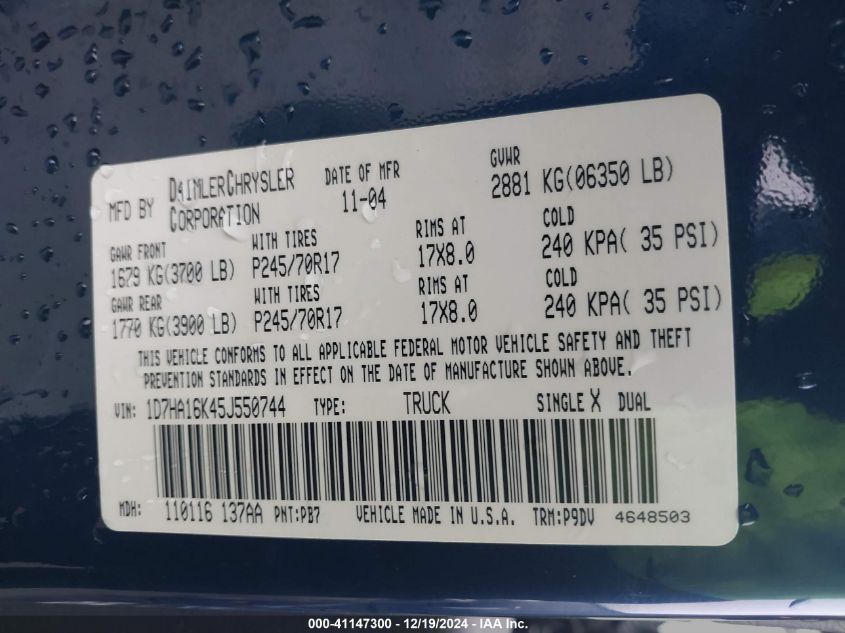 MFD BY DAIMLERCHRYSLER CORPORATION DATE OF MFR 11-04 GVWR 2881 KG(06350 LB)
GAWR FRONT WITH TIRES RIMS AT COLD
1679 KG(3700 LB) P245/70R17 17X8.0 240 KPA( 35 PSI)
GAWR REAR WITH TIRES RIMS AT COLD
1770 KG(3900 LB) P245/70R17 17X8.0 240 KPA( 35 PSI)
THIS VEHICLE CONFORMS TO ALL APPLICABLE FEDERAL MOTOR VEHICLE SAFETY AND THEFT
PREVENTION STANDARDS IN EFFECT ON THE DATE OF MANUFACTURE SHOWN ABOVE.
VIN: 1D7HA16K45J550744 TYPE: TRUCK SINGLE X DUAL
MDH: 110116 137AA PNT:PB7 VEHICLE MADE IN U.S.A. TRM:P9DV 4648503
000-41147300 - 12/19/2024 - IAA Inc.